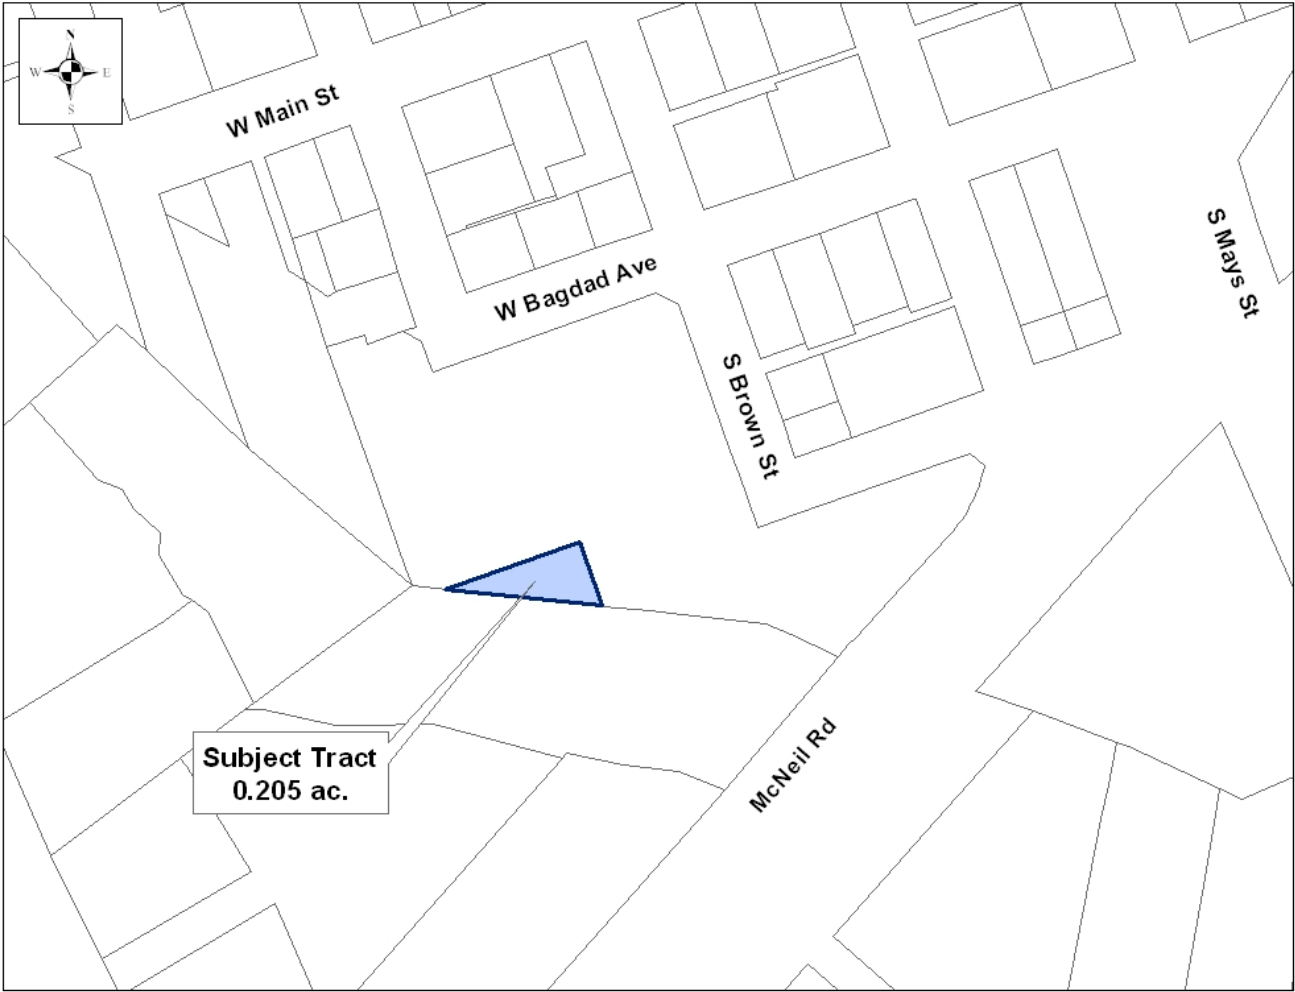 N
W E
S
W Main St
S Mays St
W Bagdad Ave
S Brown St
McNeil Rd
Subject Tract
0.205 ac.